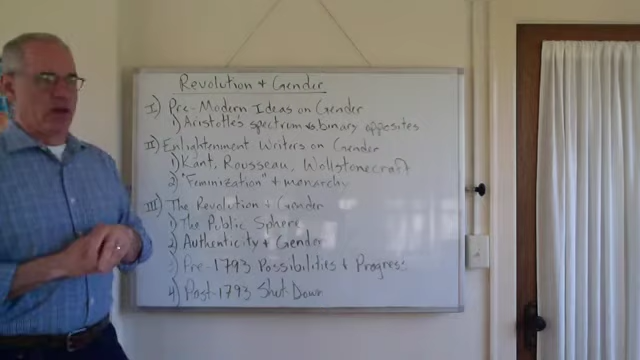 Revolution + Gender
I) Pre-Modern Ideas on Gender
1) Aristotle's spectrum vs binary opposites
II) Enlightenment Writers on Gender
1) Kant, Rousseau, Wollstonecraft
2) "Feminization" + monarchy
III) The Revolution + Gender
1) The Public Sphere
2) Authenticity + Gender
3) Pre-1793 Possibilities + Progress
4) Post-1793 Shut Down